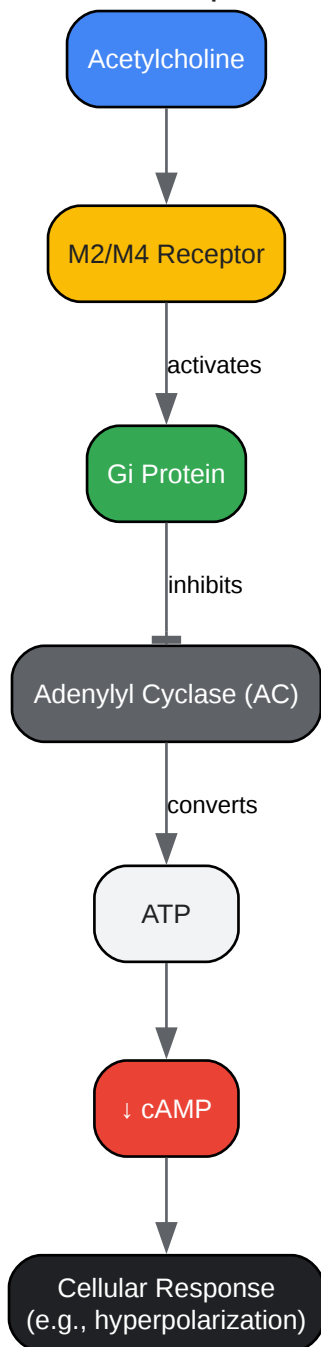 Acetylcholine
M2/M4 Receptor
activates
Gi Protein
inhibits
Adenylyl Cyclase (AC)
converts
ATP
↓ cAMP
Cellular Response
(e.g., hyperpolarization)